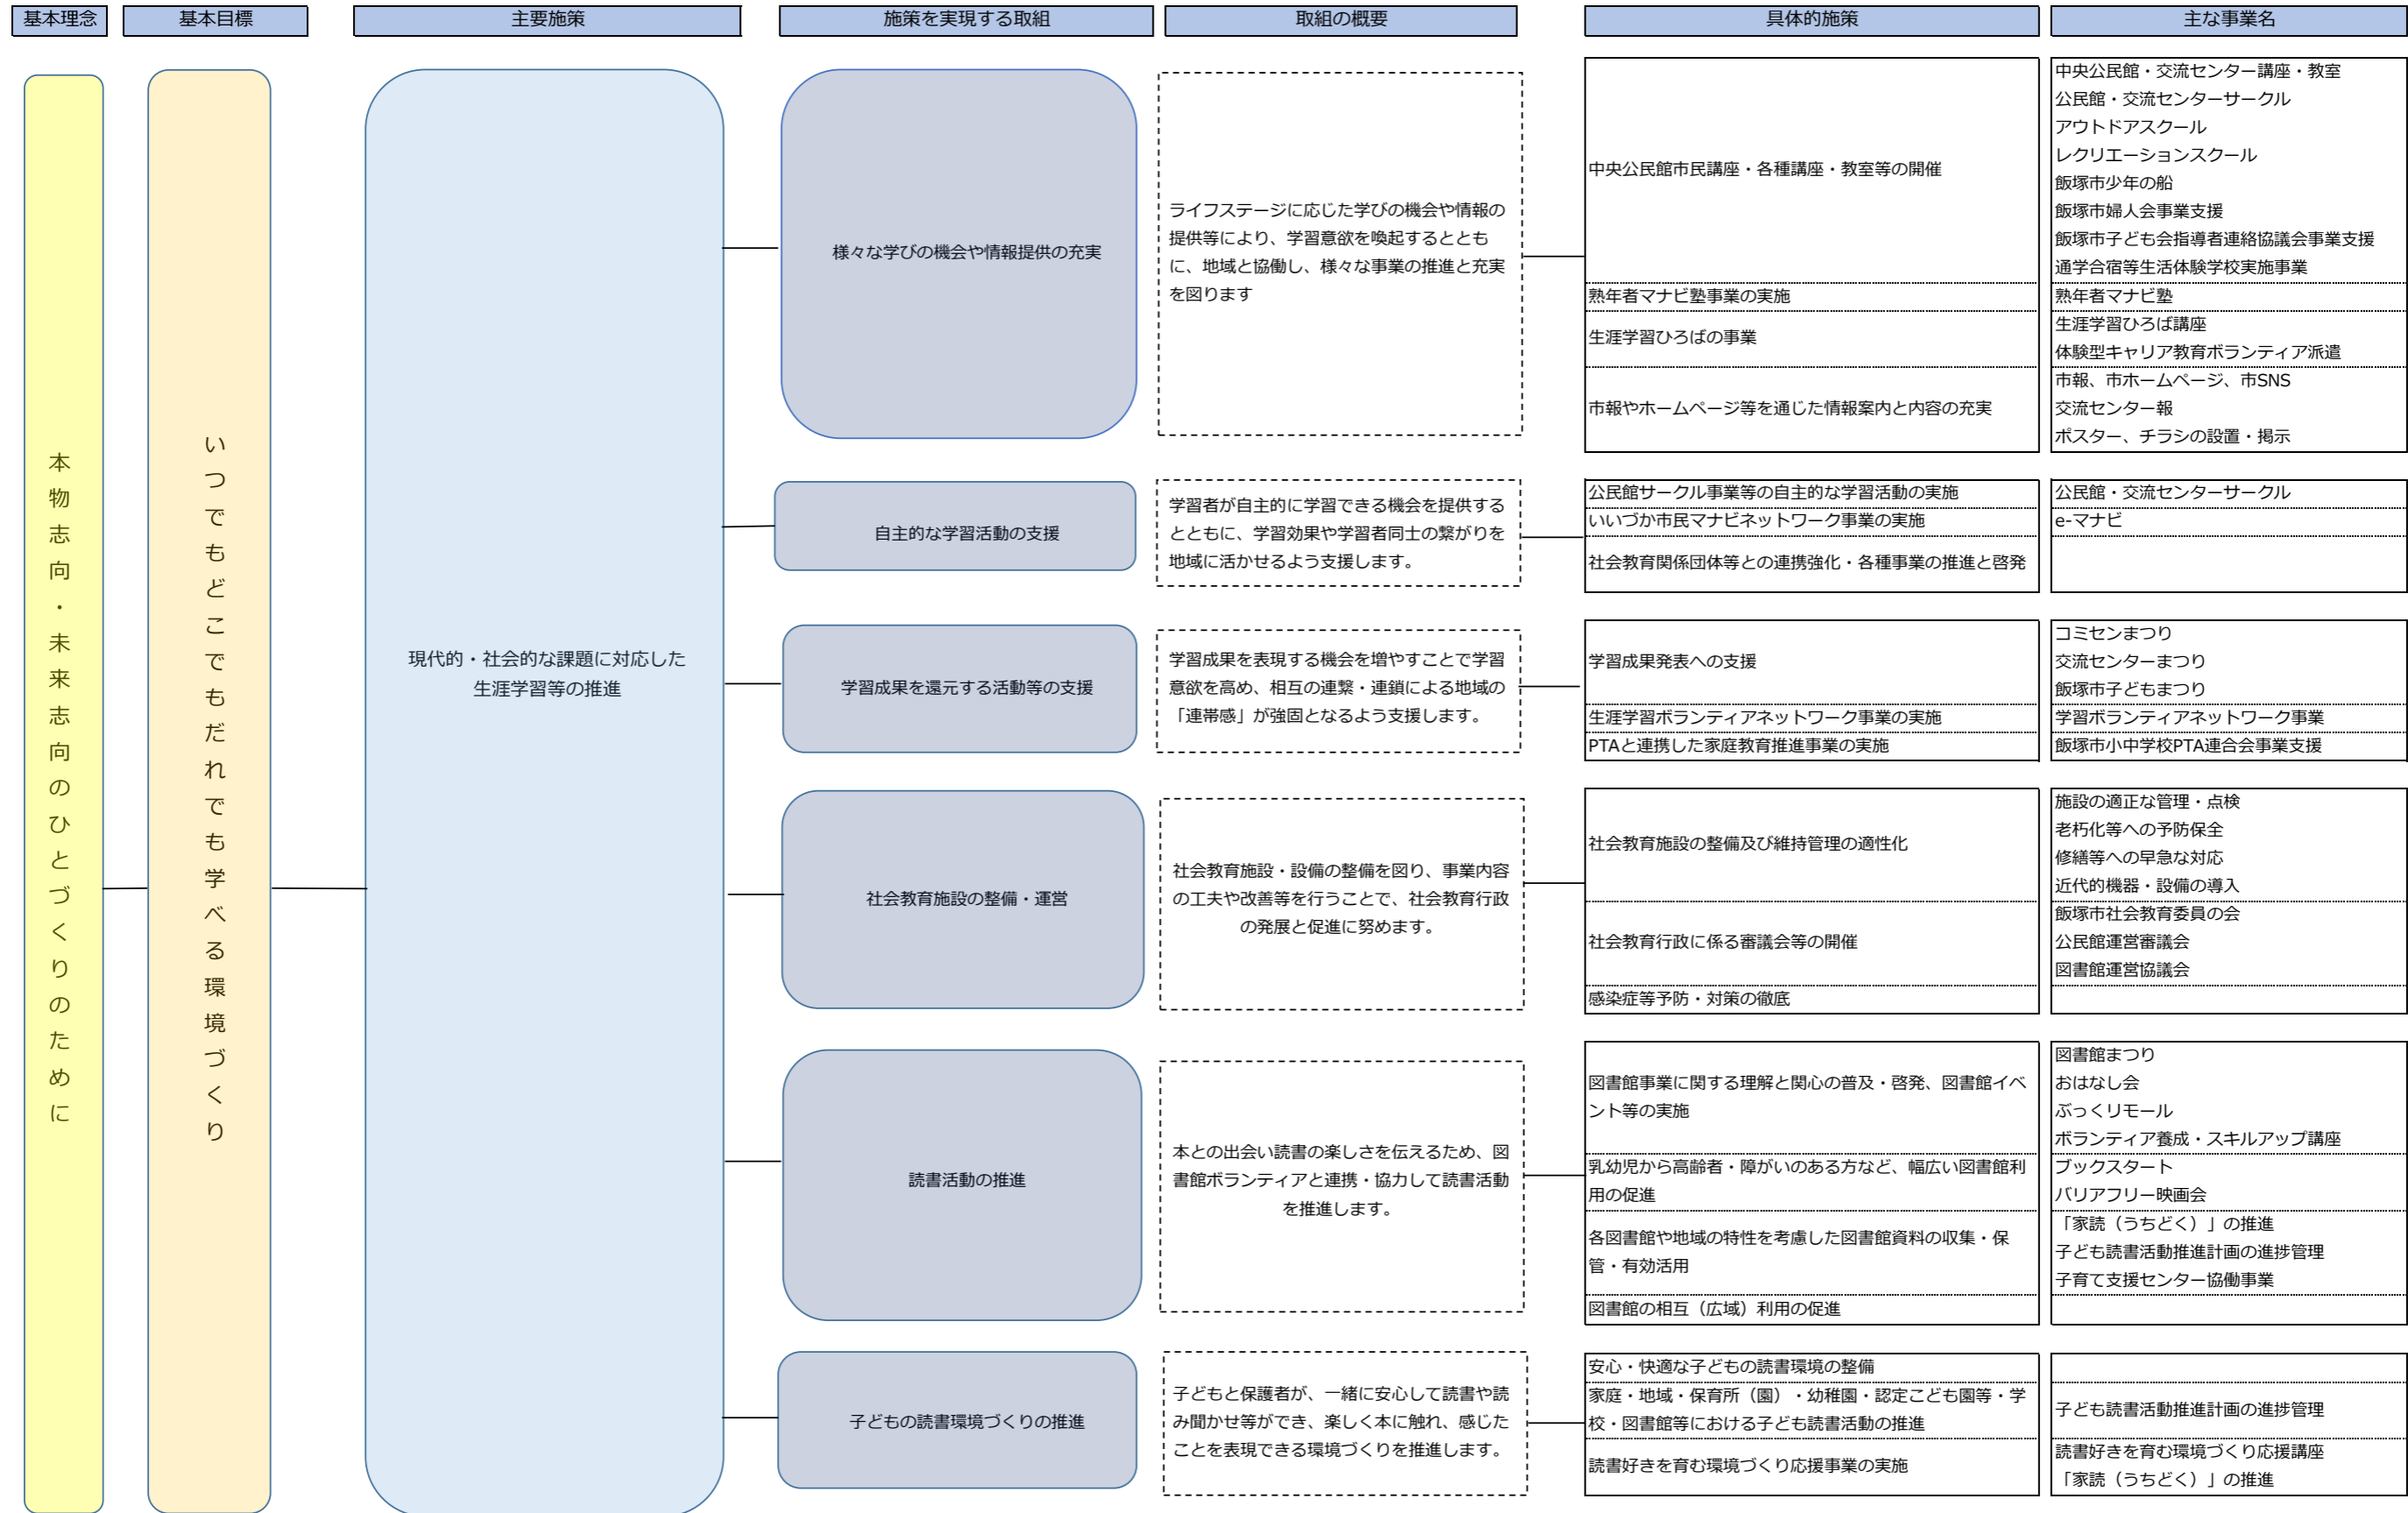 基本理念
基本目標
主要施策
施策を実現する取組
取組の概要
具体的施策
主な事業名
本物志向・未来志向のひとづくりのために
いつでもどこでもだれでも学べる環境づくり
現代的・社会的な課題に対応した
生涯学習等の推進
様々な学びの機会や情報提供の充実
ライフステージに応じた学びの機会や情報の
提供等により、学習意欲を喚起するととも
に、地域と協働し、様々な事業の推進と充実
を図ります
中央公民館市民講座・各種講座・教室等の開催
中央公民館・交流センター講座・教室
公民館・交流センターサークル
アウトドアスクール
レクリエーションスクール
飯塚市少年の船
飯塚市婦人会事業支援
飯塚市子ども会指導者連絡協議会事業支援
通学合宿等生活体験学校実施事業
熟年者マナビ塾事業の実施
熟年者マナビ塾
生涯学習ひろばの事業
生涯学習ひろば講座
体験型キャリア教育ボランティア派遣
市報やホームページ等を通じた情報案内と内容の充実
市報、市ホームページ、市SNS
交流センター報
ポスター、チラシの設置・掲示
自主的な学習活動の支援
学習者が自主的に学習できる機会を提供する
とともに、学習効果や学習者同士の繋がりを
地域に活かせるよう支援します。
公民館サークル事業等の自主的な学習活動の実施
公民館・交流センターサークル
いいづか市民マナビネットワーク事業の実施
e-マナビ
社会教育関係団体等との連携強化・各種事業の推進と啓発
学習成果を還元する活動等の支援
学習成果を表現する機会を増やすことで学習
意欲を高め、相互の連繋・連鎖による地域の
「連帯感」が強固となるよう支援します。
学習成果発表への支援
コミセンまつり
交流センターまつり
飯塚市子どもまつり
生涯学習ボランティアネットワーク事業の実施
学習ボランティアネットワーク事業
PTAと連携した家庭教育推進事業の実施
飯塚市小中学校PTA連合会事業支援
社会教育施設の整備・運営
社会教育施設・設備の整備を図り、事業内容
の工夫や改善等を行うことで、社会教育行政
の発展と促進に努めます。
社会教育施設の整備及び維持管理の適性化
施設の適正な管理・点検
老朽化等への予防保全
修繕等への早急な対応
近代的機器・設備の導入
社会教育行政に係る審議会等の開催
飯塚市社会教育委員の会
公民館運営審議会
図書館運営協議会
感染症等予防・対策の徹底
読書活動の推進
本との出会い読書の楽しさを伝えるため、図
書館ボランティアと連携・協力して読書活動
を推進します。
図書館事業に関する理解と関心の普及・啓発、図書館イベ
ント等の実施
図書館まつり
おはなし会
ぶっくリモール
ボランティア養成・スキルアップ講座
乳幼児から高齢者・障がいのある方など、幅広い図書館利
用の促進
ブックスタート
バリアフリー映画会
各図書館や地域の特性を考慮した図書館資料の収集・保
管・有効活用
「家読（うちどく）」の推進
子ども読書活動推進計画の進捗管理
子育て支援センター協働事業
図書館の相互（広域）利用の促進
子どもの読書環境づくりの推進
子どもと保護者が、一緒に安心して読書や読
み聞かせ等ができ、楽しく本に触れ、感じた
ことを表現できる環境づくりを推進します。
安心・快適な子どもの読書環境の整備
家庭・地域・保育所（園）・幼稚園・認定こども園等・学
校・図書館等における子ども読書活動の推進
子ども読書活動推進計画の進捗管理
読書好きを育む環境づくり応援事業の実施
読書好きを育む環境づくり応援講座
「家読（うちどく）」の推進